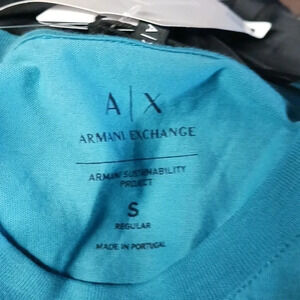 A|X
ARMANI EXCHANGE
ARMANI SUSTAINABILITY
PROJECT
S
REGULAR
MADE IN PORTUGAL